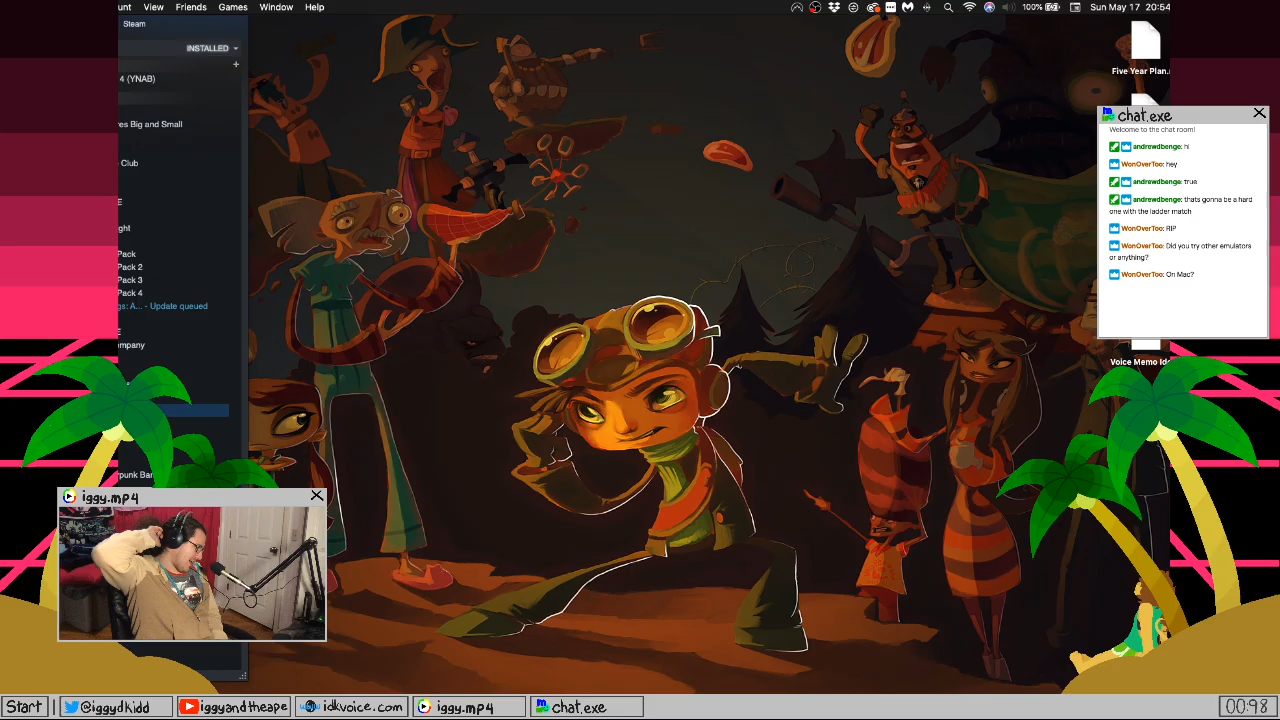 unt View Friends Games Window Help
100% Sun May 17 20:54
Steam
INSTALLED
4 (YNAB)
res Big and Small
Club
E
ght
Pack
Pack 2
Pack 3
Pack 4
gs: A... - Update queued
E
ompany
rpunk Bar
Five Year Plan.
chat.exe
Welcome to the chat room!
andrewdbenge: hi
WonOverToo: hey
andrewdbenge: true
andrewdbenge: thats gonna be a hard
one with the ladder match
WonOverToo: RIP
WonOverToo: Did you try other emulators
or anything?
WonOverToo: On Mac?
Voice Memo Ide
iggy.mp4
Start | @iggydkidd iggyandtheape idkvoice.com iggy.mp4 chat.exe 00:98